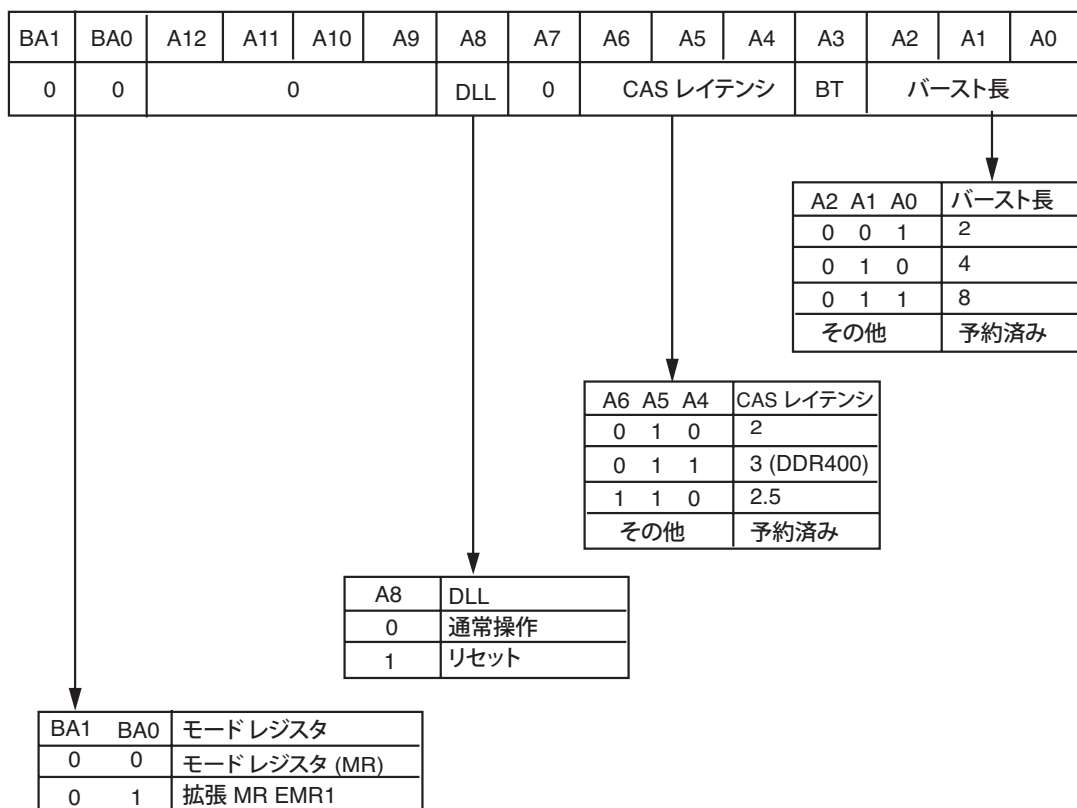 BA1 BA0 A12 A11 A10 A9 A8 A7 A6 A5 A4 A3 A2 A1 A0
0 0 0 DLL 0 CAS レイテンシ BT バースト長
A2 A1 A0 バースト長
0 0 1 2
0 1 0 4
0 1 1 8
その他 予約済み
A6 A5 A4 CAS レイテンシ
0 1 0 2
0 1 1 3 (DDR400)
1 1 0 2.5
その他 予約済み
A8 DLL
0 通常操作
1 リセット
BA1 BA0 モード レジスタ
0 0 モード レジスタ (MR)
0 1 拡張 MR EMR1